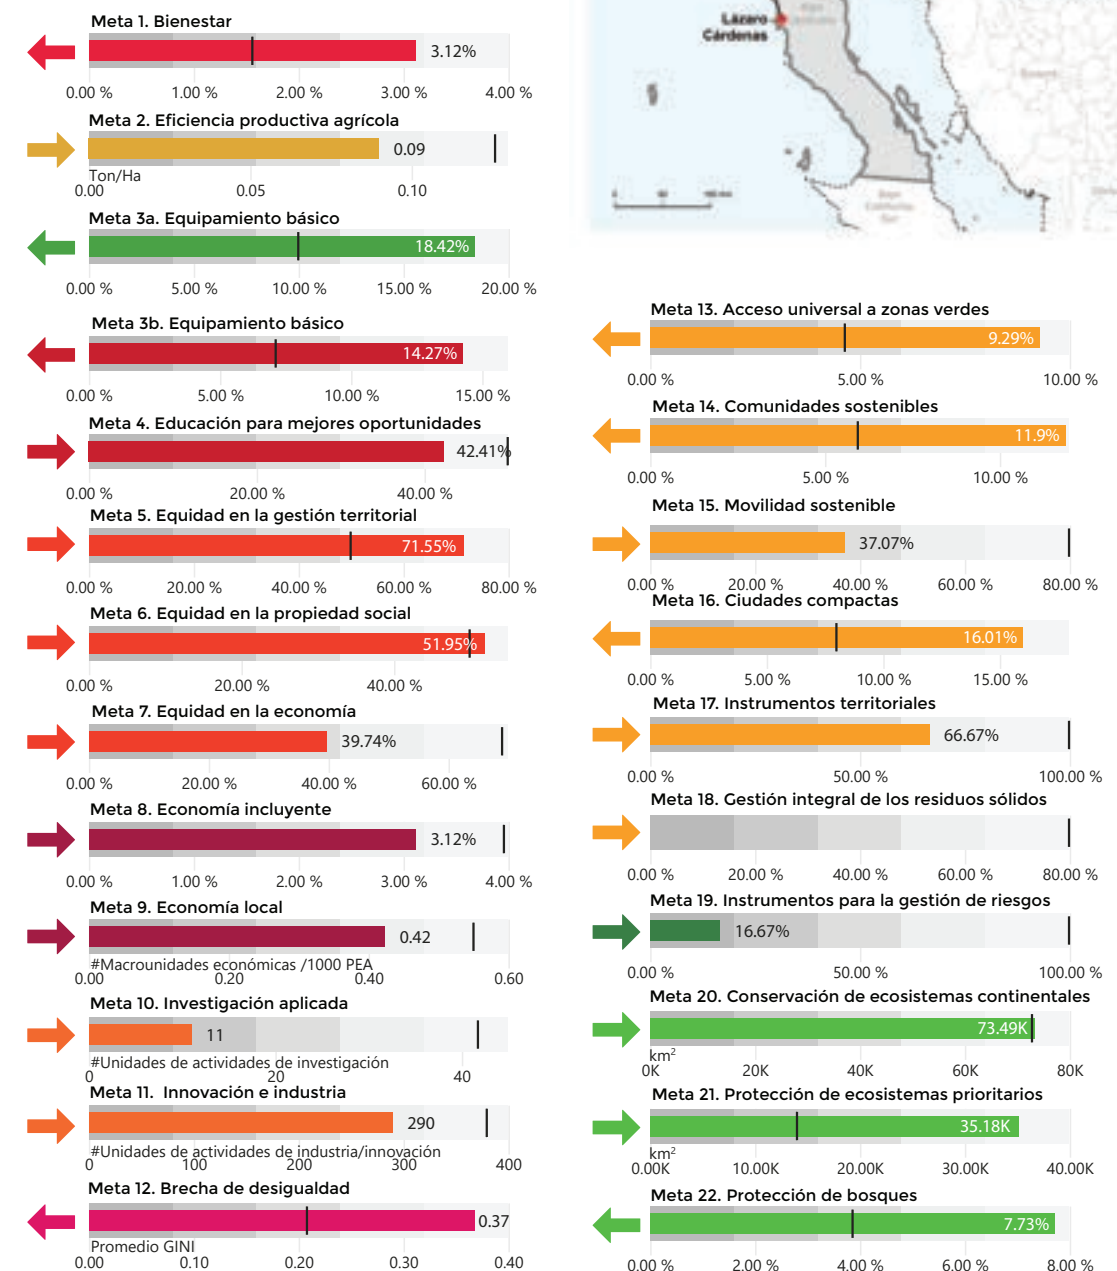 Meta 1. Bienestar
3.12%
0.00 % 1.00 % 2.00 % 3.00 % 4.00 %
Meta 2. Eficiencia productiva agrícola
0.09
Ton/Ha
0.00 0.05 0.10
Meta 3a. Equipamiento básico
18.42%
0.00 % 5.00 % 10.00 % 15.00 % 20.00 %
Meta 3b. Equipamiento básico
14.27%
0.00 % 5.00 % 10.00 % 15.00 %
Meta 4. Educación para mejores oportunidades
42.41%
0.00 % 20.00 % 40.00 %
Meta 5. Equidad en la gestión territorial
71.55%
0.00 % 20.00 % 40.00 % 60.00 % 80.00 %
Meta 6. Equidad en la propiedad social
51.95%
0.00 % 20.00 % 40.00 %
Meta 7. Equidad en la economía
39.74%
0.00 % 20.00 % 40.00 % 60.00 %
Meta 8. Economía incluyente
3.12%
0.00 % 1.00 % 2.00 % 3.00 % 4.00 %
Meta 9. Economía local
0.42
#Macrounidades económicas /1000 PEA
0.00 0.20 0.40 0.60
Meta 10. Investigación aplicada
11
#Unidades de actividades de investigación
0 20 40
Meta 11. Innovación e industria
290
#Unidades de actividades de industria/innovación
0 100 200 300 400
Meta 12. Brecha de desigualdad
0.37
Promedio GINI
0.00 0.10 0.20 0.30 0.40
Lázaro
Cárdenas
Baja
California
Sur
Meta 13. Acceso universal a zonas verdes
9.29%
0.00 % 5.00 % 10.00 %
Meta 14. Comunidades sostenibles
11.9%
0.00 % 5.00 % 10.00 %
Meta 15. Movilidad sostenible
37.07%
0.00 % 20.00 % 40.00 % 60.00 % 80.00 %
Meta 16. Ciudades compactas
16.01%
0.00 % 5.00 % 10.00 % 15.00 %
Meta 17. Instrumentos territoriales
66.67%
0.00 % 50.00 % 100.00 %
Meta 18. Gestión integral de los residuos sólidos
0.00 % 20.00 % 40.00 % 60.00 % 80.00 %
Meta 19. Instrumentos para la gestión de riesgos
16.67%
0.00 % 50.00 % 100.00 %
Meta 20. Conservación de ecosistemas continentales
73.49K
km²
0K 20K 40K 60K 80K
Meta 21. Protección de ecosistemas prioritarios
35.18K
km²
0.00K 10.00K 20.00K 30.00K 40.00K
Meta 22. Protección de bosques
7.73%
0.00 % 2.00 % 4.00 % 6.00 % 8.00 %